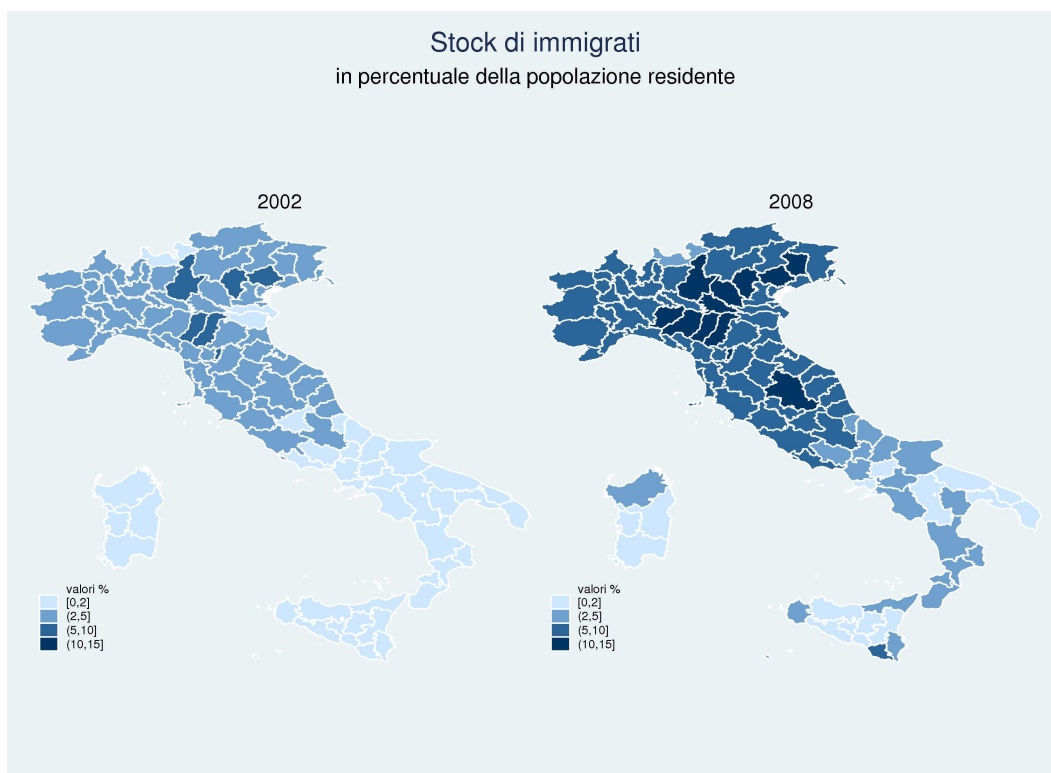 Stock di immigrati
in percentuale della popolazione residente
2002
2008
valori %
[0,2]
(2,5]
(5,10]
(10,15]
valori %
[0,2]
(2,5]
(5,10]
(10,15]